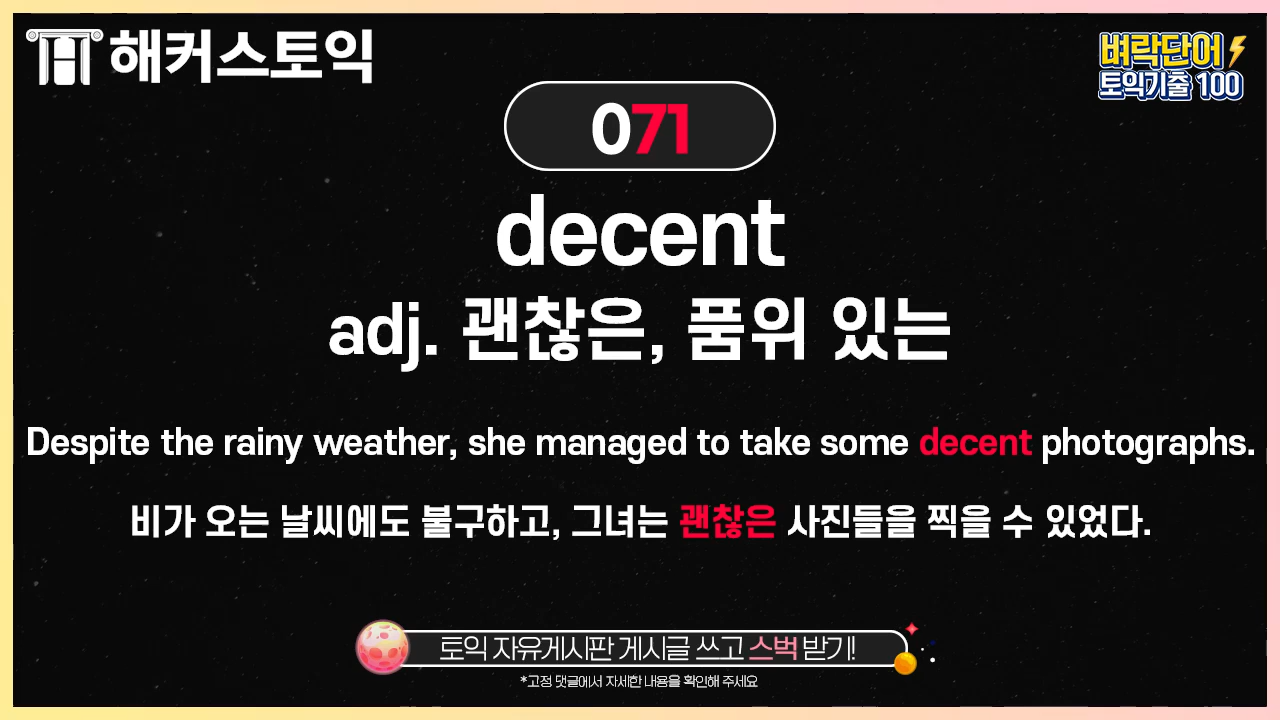 해커스토익
벼락단어
토익기출 100
071
decent
adj. 괜찮은, 품위 있는
Despite the rainy weather, she managed to take some decent photographs.
비가 오는 날씨에도 불구하고, 그녀는 괜찮은 사진들을 찍을 수 있었다.
토익 자유게시판 게시글 쓰고 스벅 받기!
*고정 댓글에서 자세한 내용을 확인해 주세요